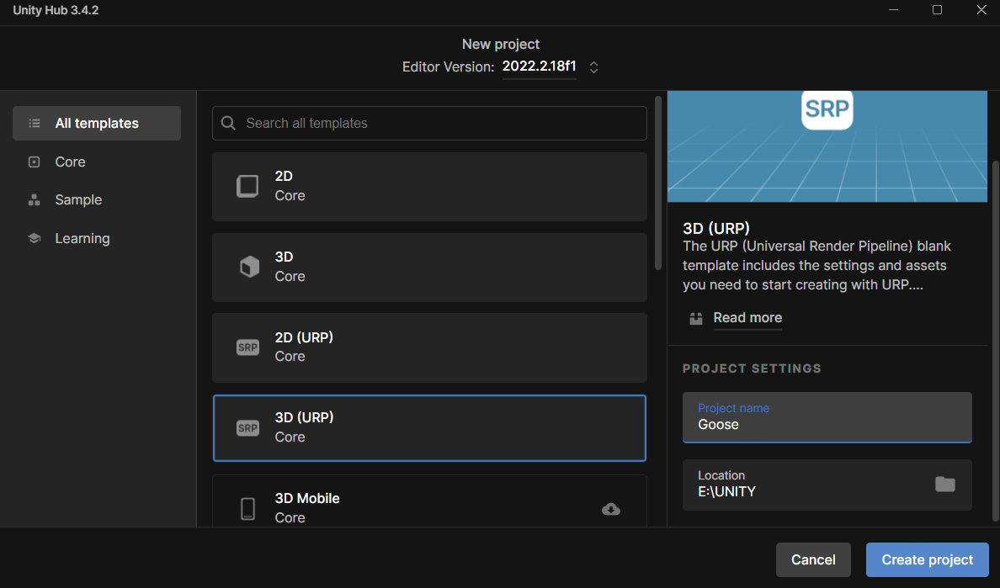 Unity Hub 3.4.2
New project
Editor Version: 2022.2.18f1
All templates
Core
Sample
Learning
Search all templates
2D
Core
3D
Core
SRP
2D (URP)
Core
SRP
3D (URP)
Core
3D Mobile
Core
SRP
3D (URP)
The URP (Universal Render Pipeline) blank
template includes the settings and assets
you need to start creating with URP....
Read more
PROJECT SETTINGS
Project name
Goose
Location
E:\UNITY
Cancel
Create project